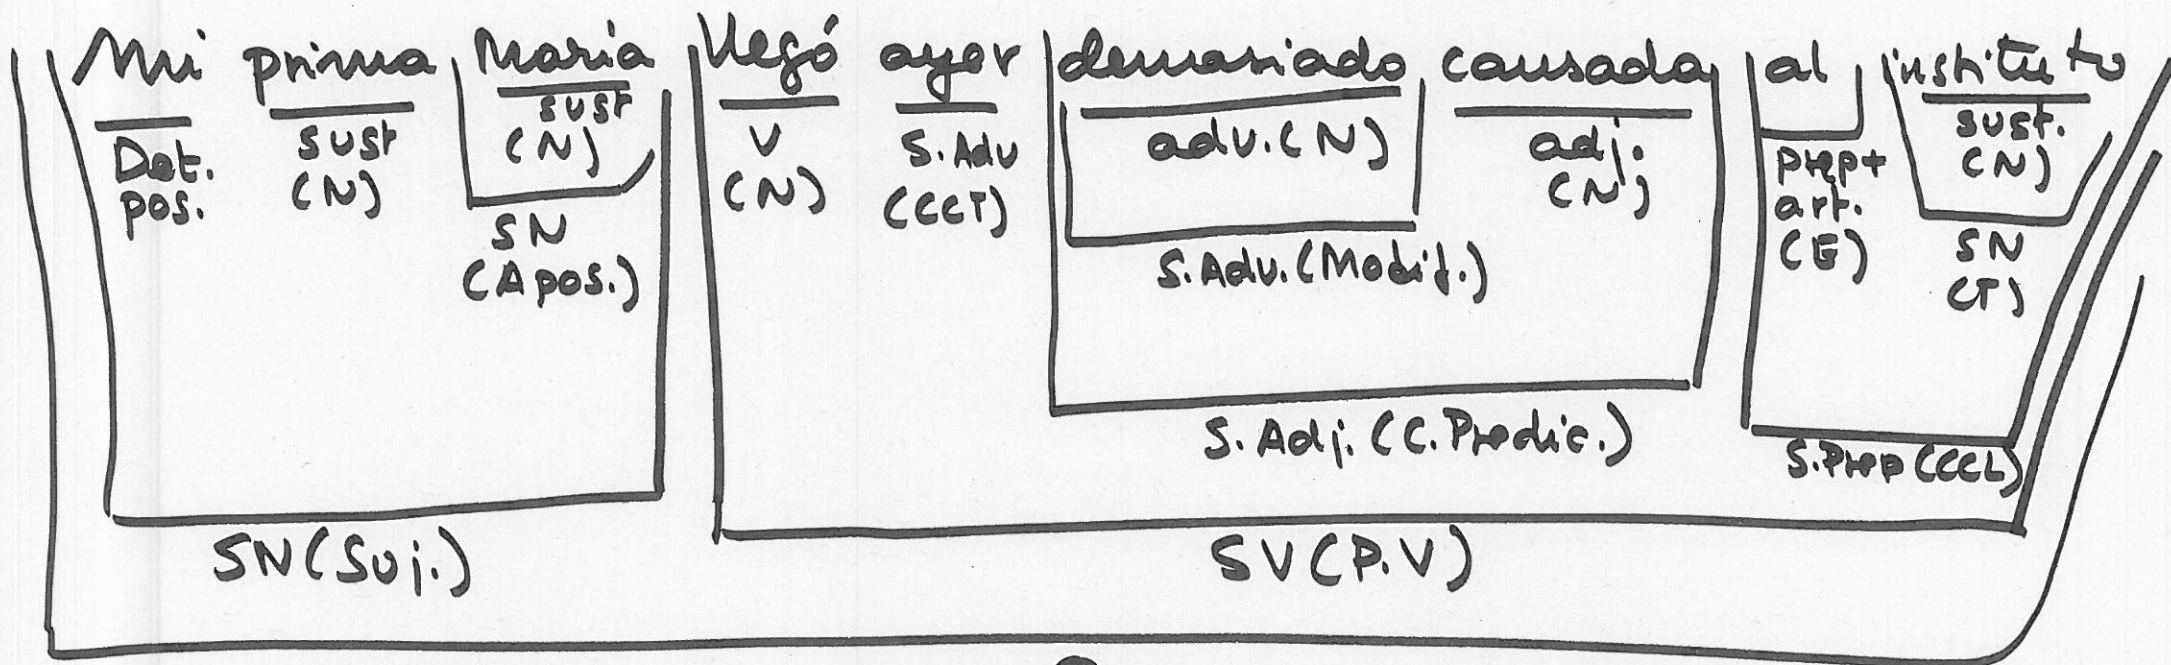 Mi prima María llegó ayer demasiado cansada al instituto
Det. sust sust V S.Adv adv.(N) adj. prep+ sust.
pos. (N) (N) (N) (CCT) (N) art. (N)
(E)
SN SN
(Apos.) (T)
S.Adv.(Modif.)
S.Adj.(C.Predic.)
S.Prep(CCL)
SN(Suj.) SV(P.V)